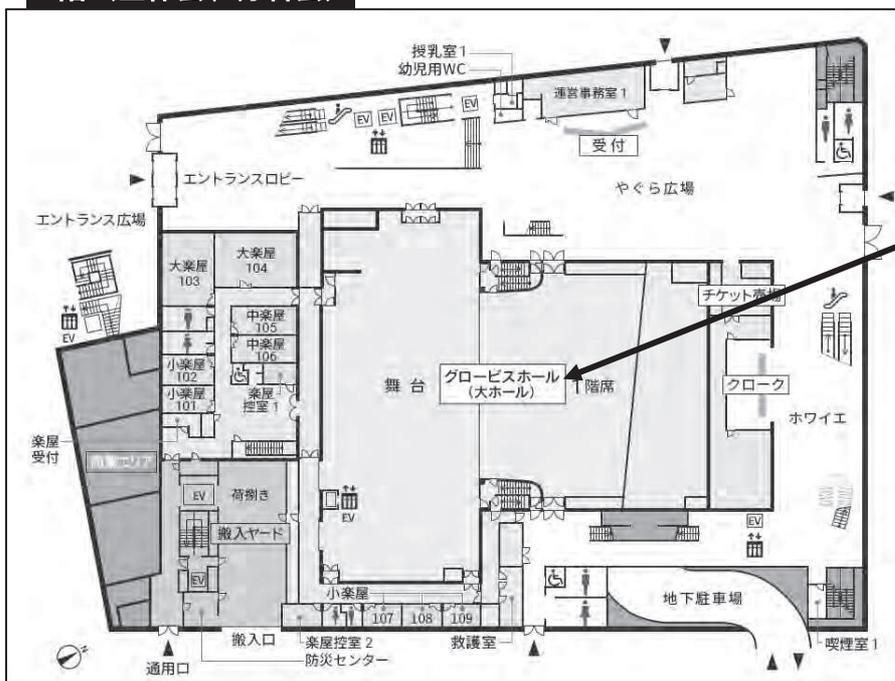 授乳室1
幼児用WC
運営事務室1
EV
EV
EV
受付
エントランスロビー
やぐら広場
エントランス広場
大楽屋
103
大楽屋
104
チケット売場
EV
中楽屋
105
中楽屋
106
小楽屋
102
小楽屋
101
楽屋
控室1
舞台
グロービスホール
(大ホール)
1階席
クローク
ホワイエ
楽屋
受付
EV
荷捌き
搬入ヤード
EV
EV
EV
小楽屋
107
108
109
地下駐車場
N
通用口
搬入口
楽屋控室2
防災センター
救護室
喫煙室1